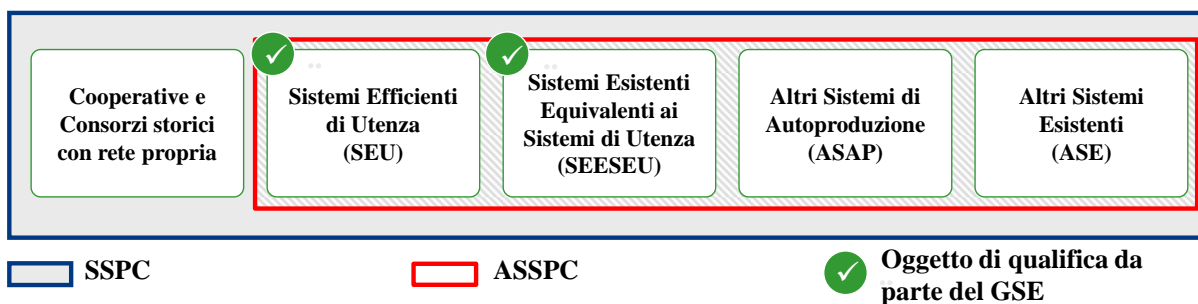 Cooperative e
Consorzi storici
con rete propria
Sistemi Efficienti
di Utenza
(SEU)
Sistemi Esistenti
Equivalenti ai
Sistemi di Utenza
(SEESEU)
Altri Sistemi di
Autoproduzione
(ASAP)
Altri Sistemi
Esistenti
(ASE)
SSPC
ASSPC
Oggetto di qualifica da
parte del GSE